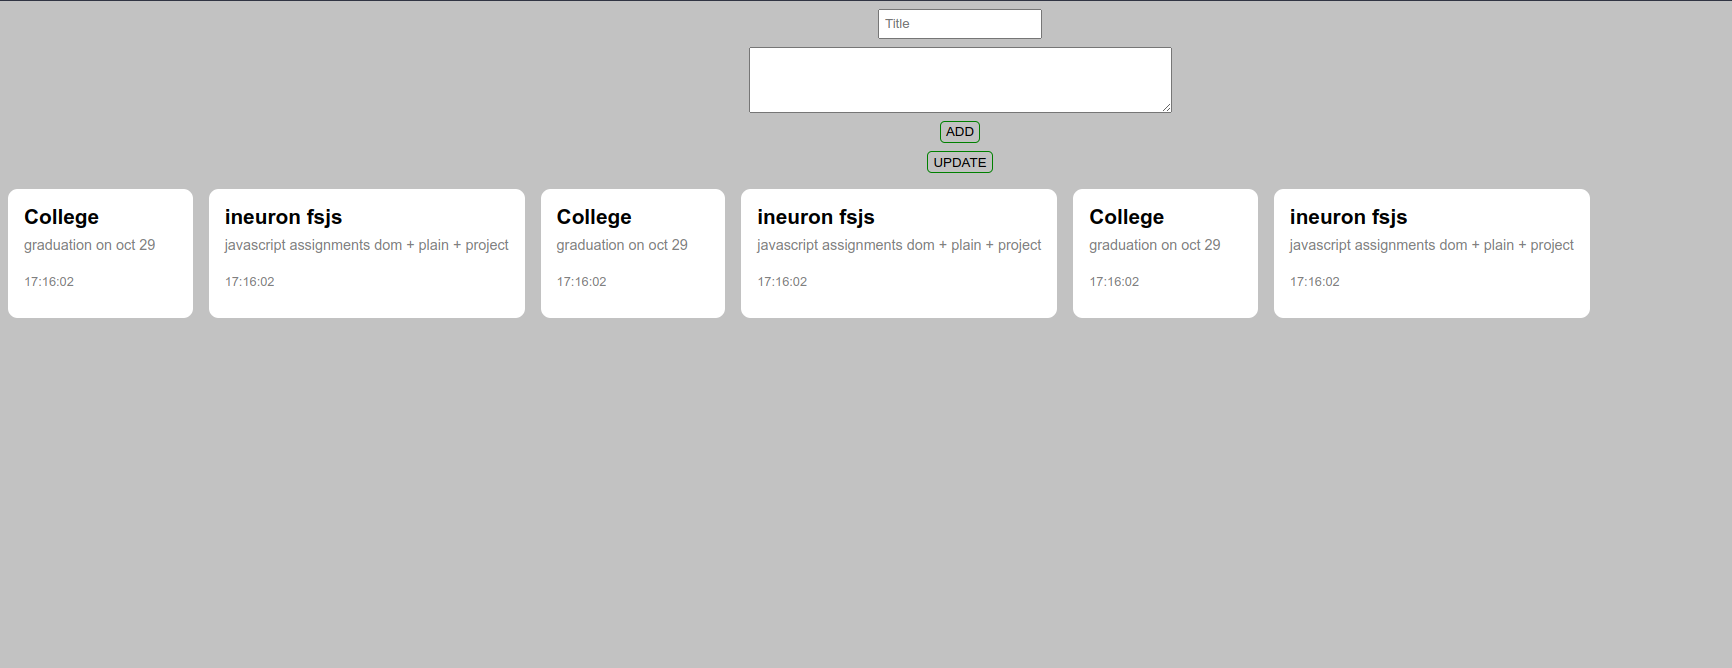 Title
ADD
UPDATE
College
graduation on oct 29
17:16:02
ineuron fsjs
javascript assignments dom + plain + project
17:16:02
College
graduation on oct 29
17:16:02
ineuron fsjs
javascript assignments dom + plain + project
17:16:02
College
graduation on oct 29
17:16:02
ineuron fsjs
javascript assignments dom + plain + project
17:16:02